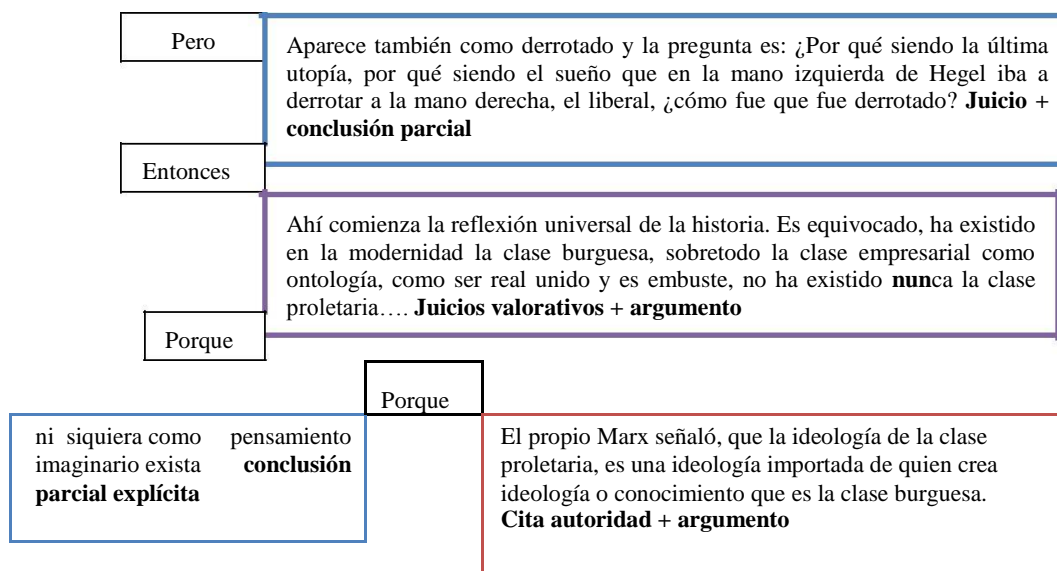 Pero
Aparece también como derrotado y la pregunta es: ¿Por qué siendo la última
utopía, por qué siendo el sueño que en la mano izquierda de Hegel iba a
derrotar a la mano derecha, el liberal, ¿cómo fue que fue derrotado? Juicio +
conclusión parcial
Entonces
Ahí comienza la reflexión universal de la historia. Es equivocado, ha existido
en la modernidad la clase burguesa, sobretodo la clase empresarial como
ontología, como ser real unido y es embuste, no ha existido nunca la clase
proletaria…. Juicios valorativos + argumento
Porque
Porque
ni siquiera como pensamiento
imaginario exista conclusión
parcial explícita
El propio Marx señaló, que la ideología de la clase
proletaria, es una ideología importada de quien crea
ideología o conocimiento que es la clase burguesa.
Cita autoridad + argumento